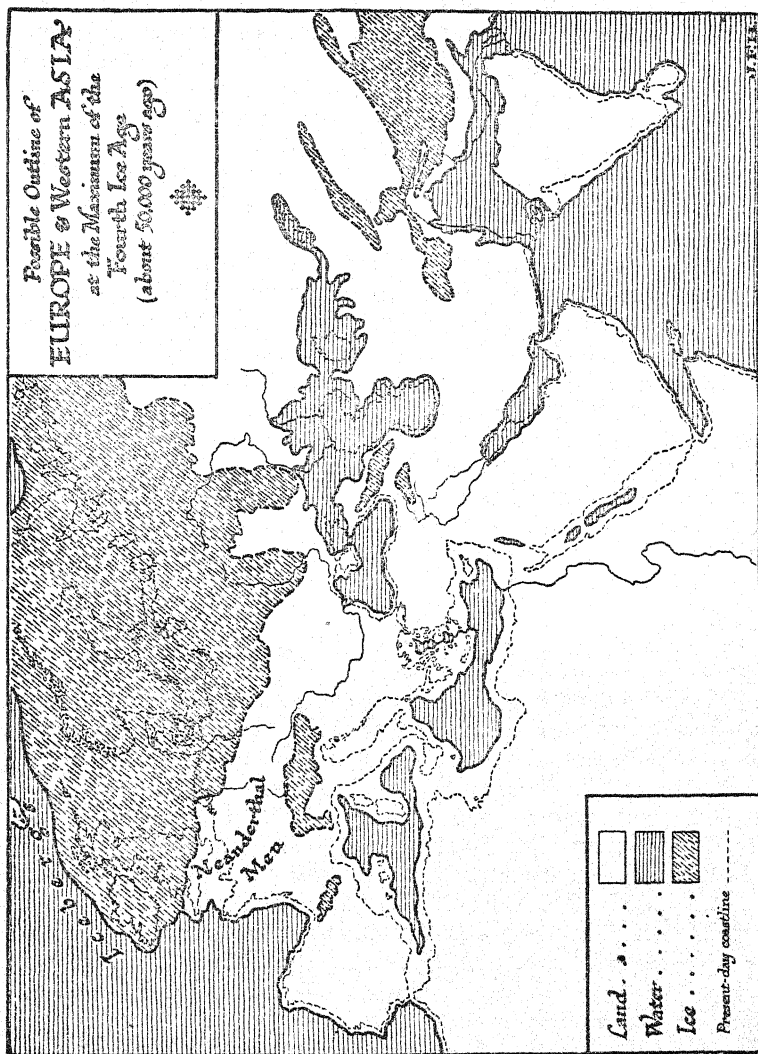 Possible Outline of
EUROPE & Western ASIA
at the Maximum of the
Fourth Ice Age
(about 50,000 years ago)
Neanderthal
Men
Land
Water
Ice
Present-day coastline
J.F.H.